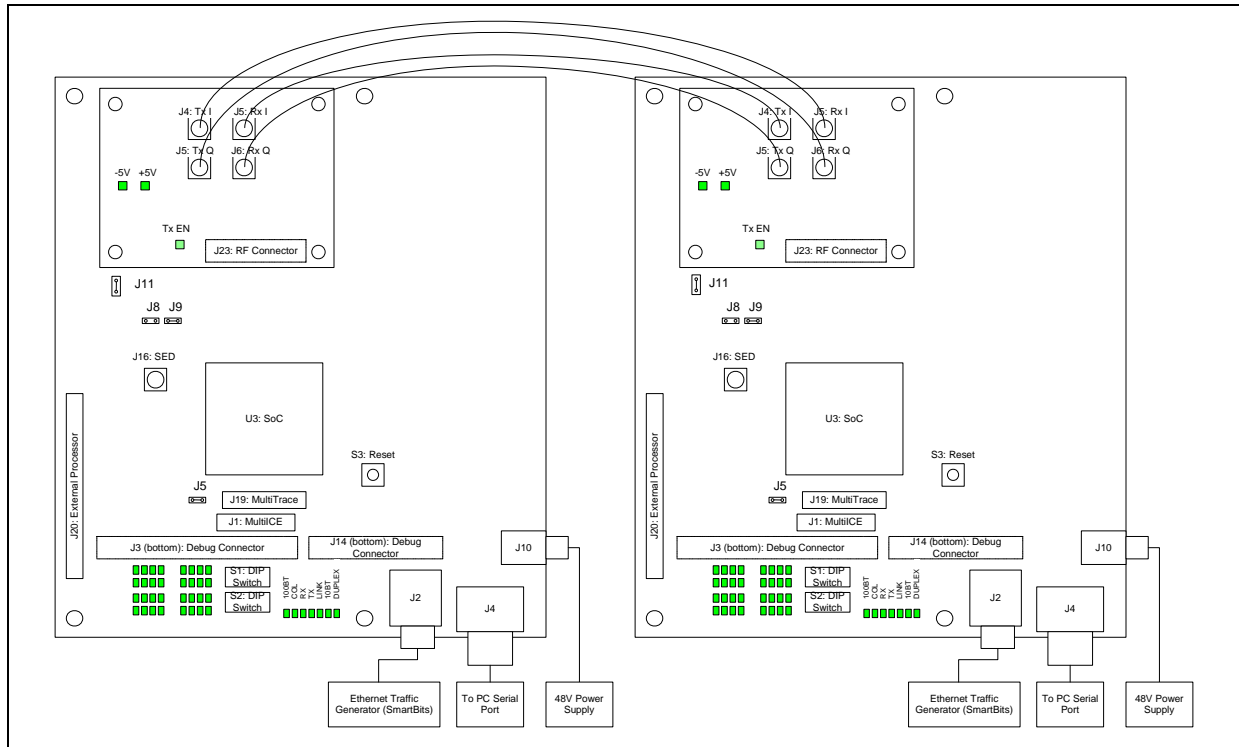 J4: Tx I
J5: Rx I
J5: Tx Q
J6: Rx Q
-5V
+5V
Tx EN
J23: RF Connector
J11
J8
J9
J16: SED
U3: SoC
J20: External Processor
S3: Reset
J5
J19: MultiTrace
J1: MultiICE
J3 (bottom): Debug Connector
J14 (bottom): Debug
Connector
J10
S1: DIP
Switch
S2: DIP
Switch
100BT
COL
RX
TX
LINK
10BT
DUPLEX
J2
J4
Ethernet Traffic
Generator (SmartBits)
To PC Serial
Port
48V Power
Supply
J4: Tx I
J5: Rx I
J5: Tx Q
J6: Rx Q
-5V
+5V
Tx EN
J23: RF Connector
J11
J8
J9
J16: SED
U3: SoC
J20: External Processor
S3: Reset
J5
J19: MultiTrace
J1: MultiICE
J3 (bottom): Debug Connector
J14 (bottom): Debug
Connector
J10
S1: DIP
Switch
S2: DIP
Switch
100BT
COL
RX
TX
LINK
10BT
DUPLEX
J2
J4
Ethernet Traffic
Generator (SmartBits)
To PC Serial
Port
48V Power
Supply